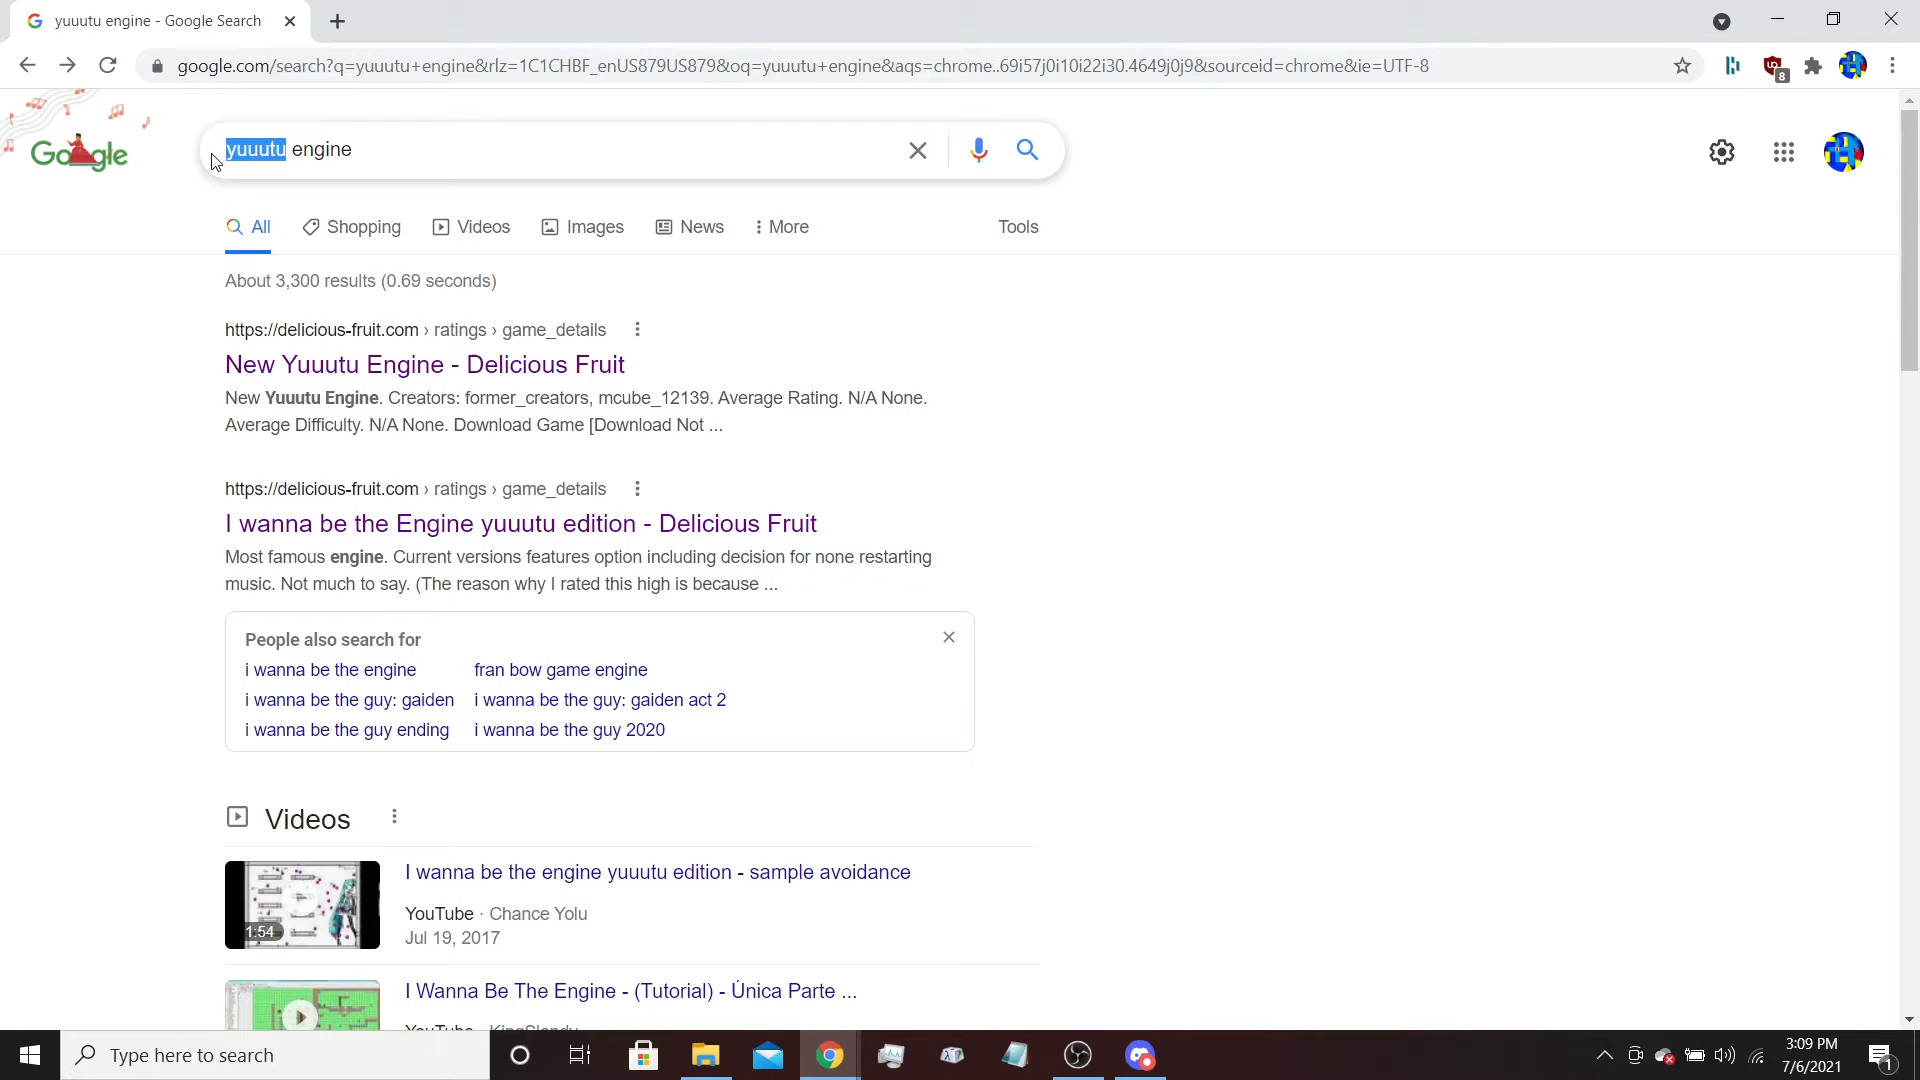 yuuutu engine - Google Search
google.com/search?q=yuuutu+engine&rlz=1C1CHBF_enUS879US879&oq=yuuutu+engine&aqs=chrome..69i57j0i10i22i30.4649j0j9&sourceid=chrome&ie=UTF-8
8
Google
yuuutu engine
All Shopping Videos Images News More Tools
About 3,300 results (0.69 seconds)
https://delicious-fruit.com › ratings › game_details
New Yuuutu Engine - Delicious Fruit
New Yuuutu Engine. Creators: former_creators, mcube_12139. Average Rating. N/A None.
Average Difficulty. N/A None. Download Game [Download Not ...
https://delicious-fruit.com › ratings › game_details
I wanna be the Engine yuuutu edition - Delicious Fruit
Most famous engine. Current versions features option including decision for none restarting
music. Not much to say. (The reason why I rated this high is because ...
People also search for
i wanna be the engine fran bow game engine
i wanna be the guy: gaiden i wanna be the guy: gaiden act 2
i wanna be the guy ending i wanna be the guy 2020
Videos
I wanna be the engine yuuutu edition - sample avoidance
1:54
YouTube · Chance Yolu
Jul 19, 2017
I Wanna Be The Engine - (Tutorial) - Única Parte ...
YouTube · KingSlendy
Type here to search
3:09 PM
7/6/2021
1